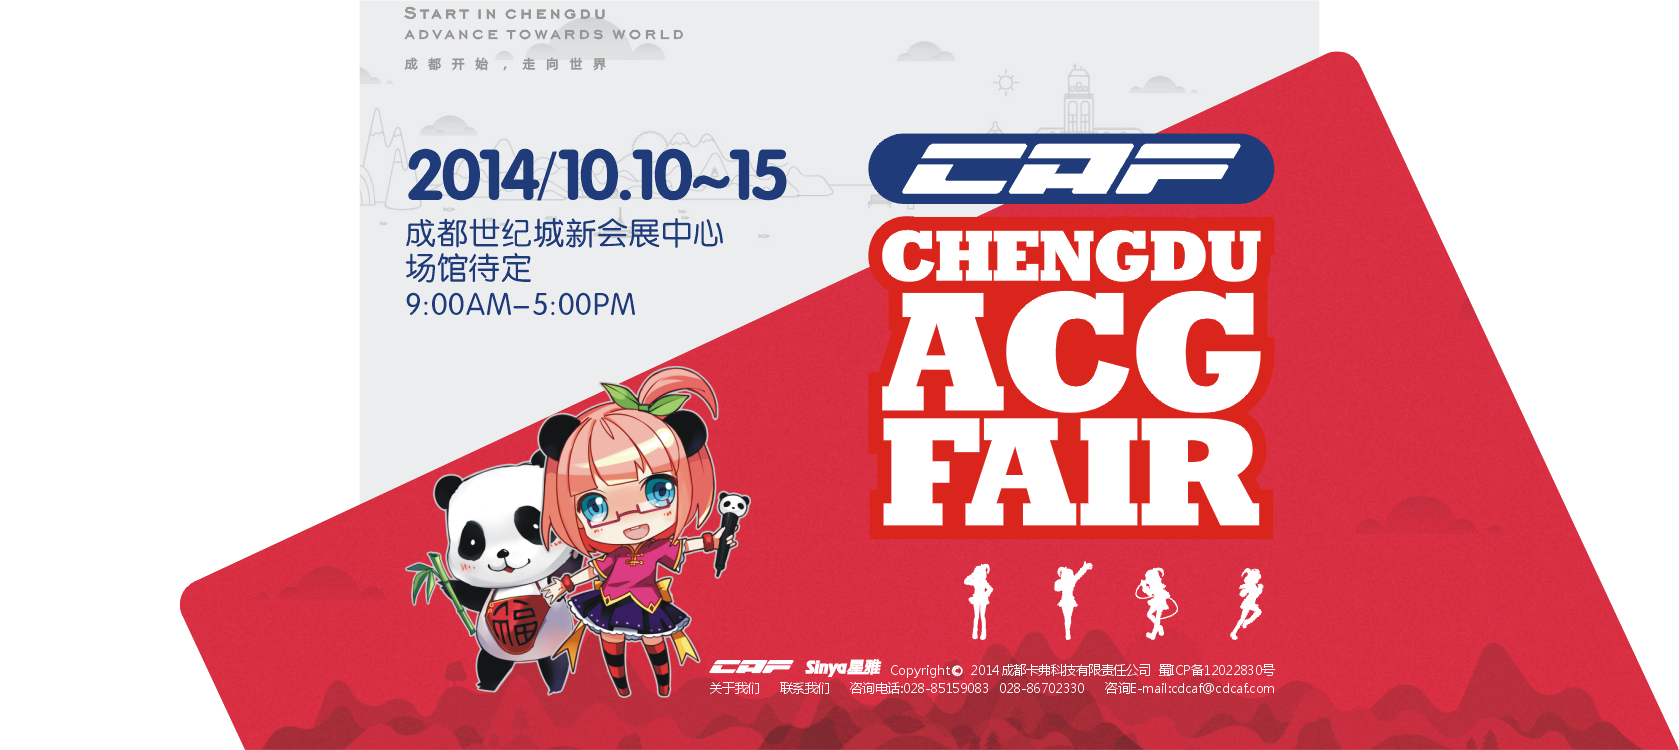 START IN CHENGDU
ADVANCE TOWARDS WORLD
成都开始，走向世界
2014/10.10~15
成都世纪城新会展中心
场馆待定
9:00AM-5:00PM
CAF
CHENGDU
ACG
FAIR
福
CAF Sinya星雅 Copyright© 2014 成都卡弗科技有限责任公司 蜀ICP备12022830号
关于我们 联系我们 咨询电话:028-85159083 028-86702330 咨询E-mail:cdcaf@cdcaf.com